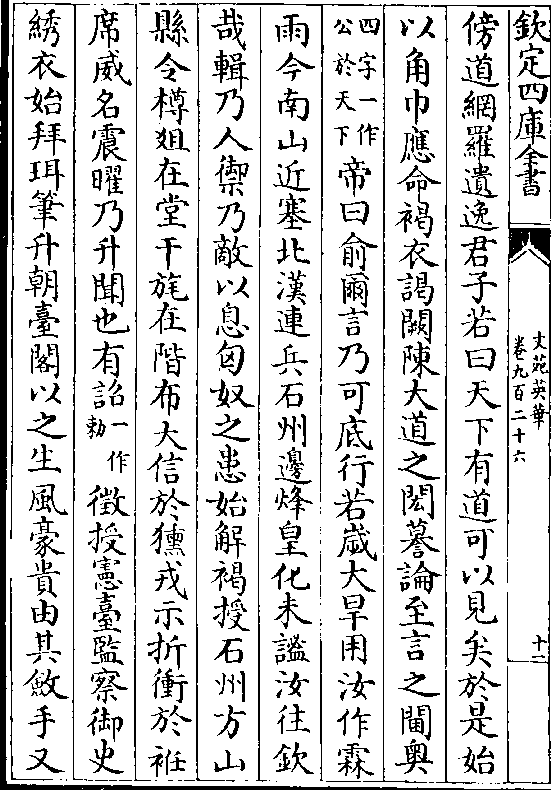 欽定四庫全書
文苑英華
卷九百二十六
十二
傍道網羅遺逸君子若曰天下有道可以見矣於是始
以角巾應命褐衣謁闕陳大道之閎謩論至言之閫奧
四字一作
公於天下
帝曰俞爾言乃可底行若歲大旱用汝作霖
雨今南山近塞北漢連兵石州邊烽皇化未謐汝往欽
哉輯乃人禦乃敵以息匈奴之患始解褐授石州方山
縣令樽俎在堂干旄在階布大信於獯戎示折衝於袵
席威名震曜乃升聞也有詔
一作
勅
徵授憲臺監察御史
綉衣始拜珥筆升朝臺閣以之生風豪貴由其斂手又